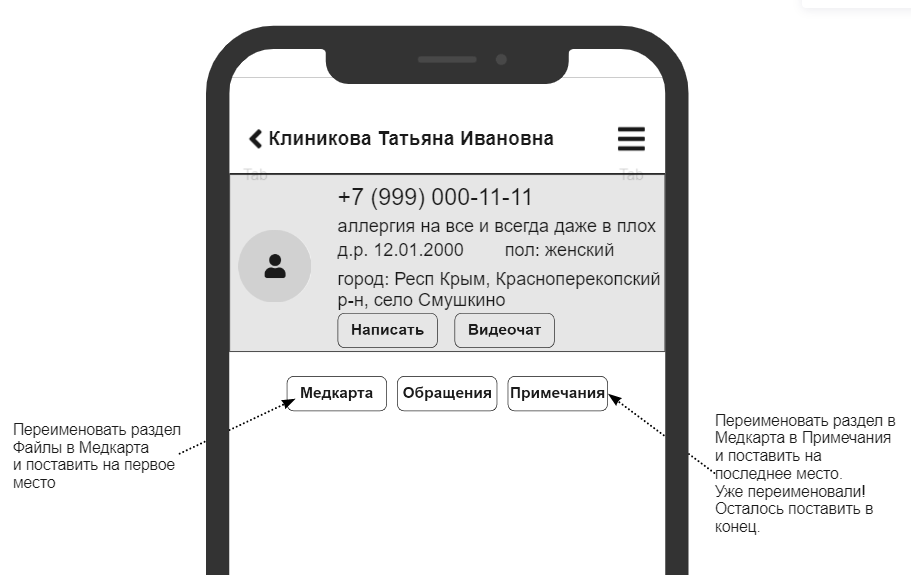 Клиникова Татьяна Ивановна
Tab
Tab
+7 (999) 000-11-11
аллергия на все и всегда даже в плох
д.р. 12.01.2000 пол: женский
город: Респ Крым, Красноперекопский
р-н, село Смушкино
Написать
Видеочат
Медкарта
Обращения
Примечания
Переименовать раздел
Файлы в Медкарта
и поставить на первое
место
Переименовать раздел в
Медкарта в Примечания
и поставить на
последнее место.
Уже переименовали!
Осталось поставить в
конец.